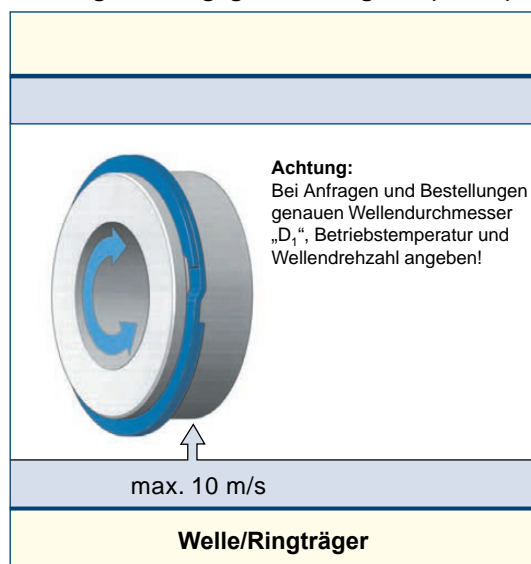 Achtung:
Bei Anfragen und Bestellungen
genauen Wellendurchmesser
„D₁“, Betriebstemperatur und
Wellendrehzahl angeben!
max. 10 m/s
Welle/Ringträger